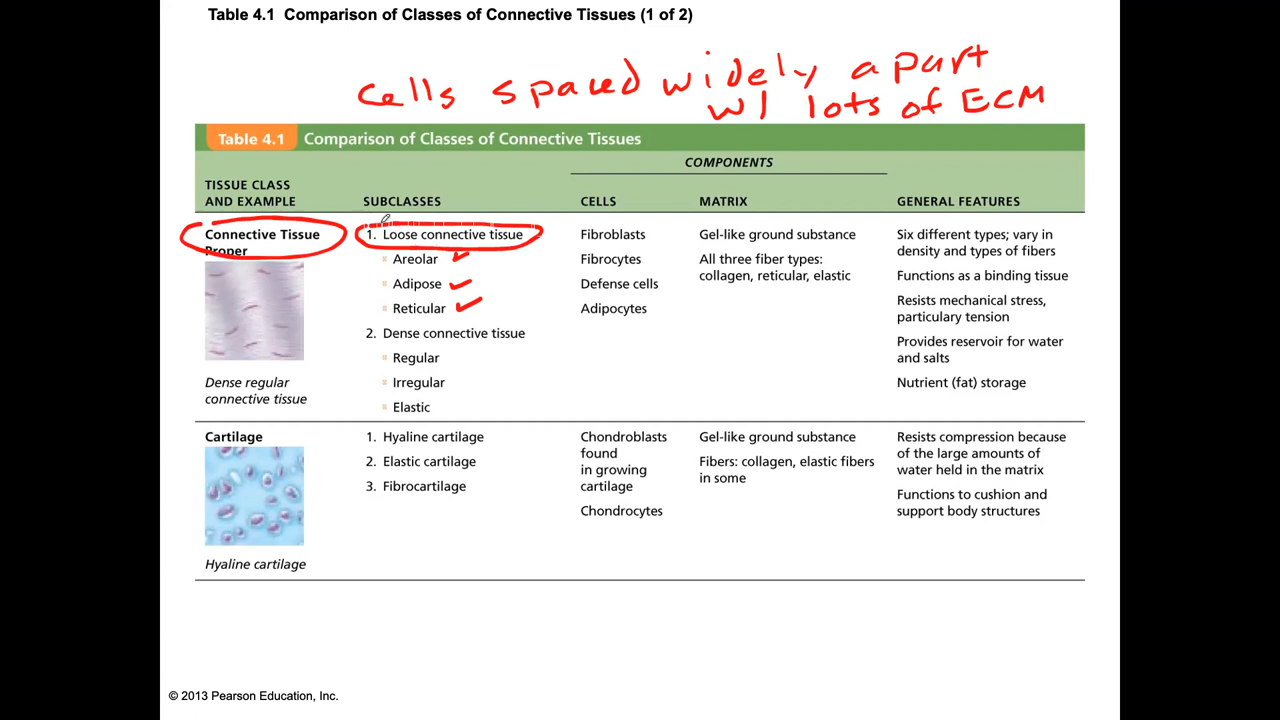 Table 4.1 Comparison of Classes of Connective Tissues (1 of 2)
cells spaced widely apart
w/ lots of ECM
Table 4.1 Comparison of Classes of Connective Tissues
COMPONENTS
TISSUE CLASS
AND EXAMPLE
SUBCLASSES
CELLS
MATRIX
GENERAL FEATURES
Connective Tissue
Proper
Dense regular
connective tissue
1. Loose connective tissue
Areolar
Adipose
Reticular
2. Dense connective tissue
Regular
Irregular
Elastic
Fibroblasts
Fibrocytes
Defense cells
Adipocytes
Gel-like ground substance
All three fiber types:
collagen, reticular, elastic
Six different types; vary in
density and types of fibers
Functions as a binding tissue
Resists mechanical stress,
particulary tension
Provides reservoir for water
and salts
Nutrient (fat) storage
Cartilage
Hyaline cartilage
1. Hyaline cartilage
2. Elastic cartilage
3. Fibrocartilage
Chondroblasts
found
in growing
cartilage
Chondrocytes
Gel-like ground substance
Fibers: collagen, elastic fibers
in some
Resists compression because
of the large amounts of
water held in the matrix
Functions to cushion and
support body structures
© 2013 Pearson Education, Inc.